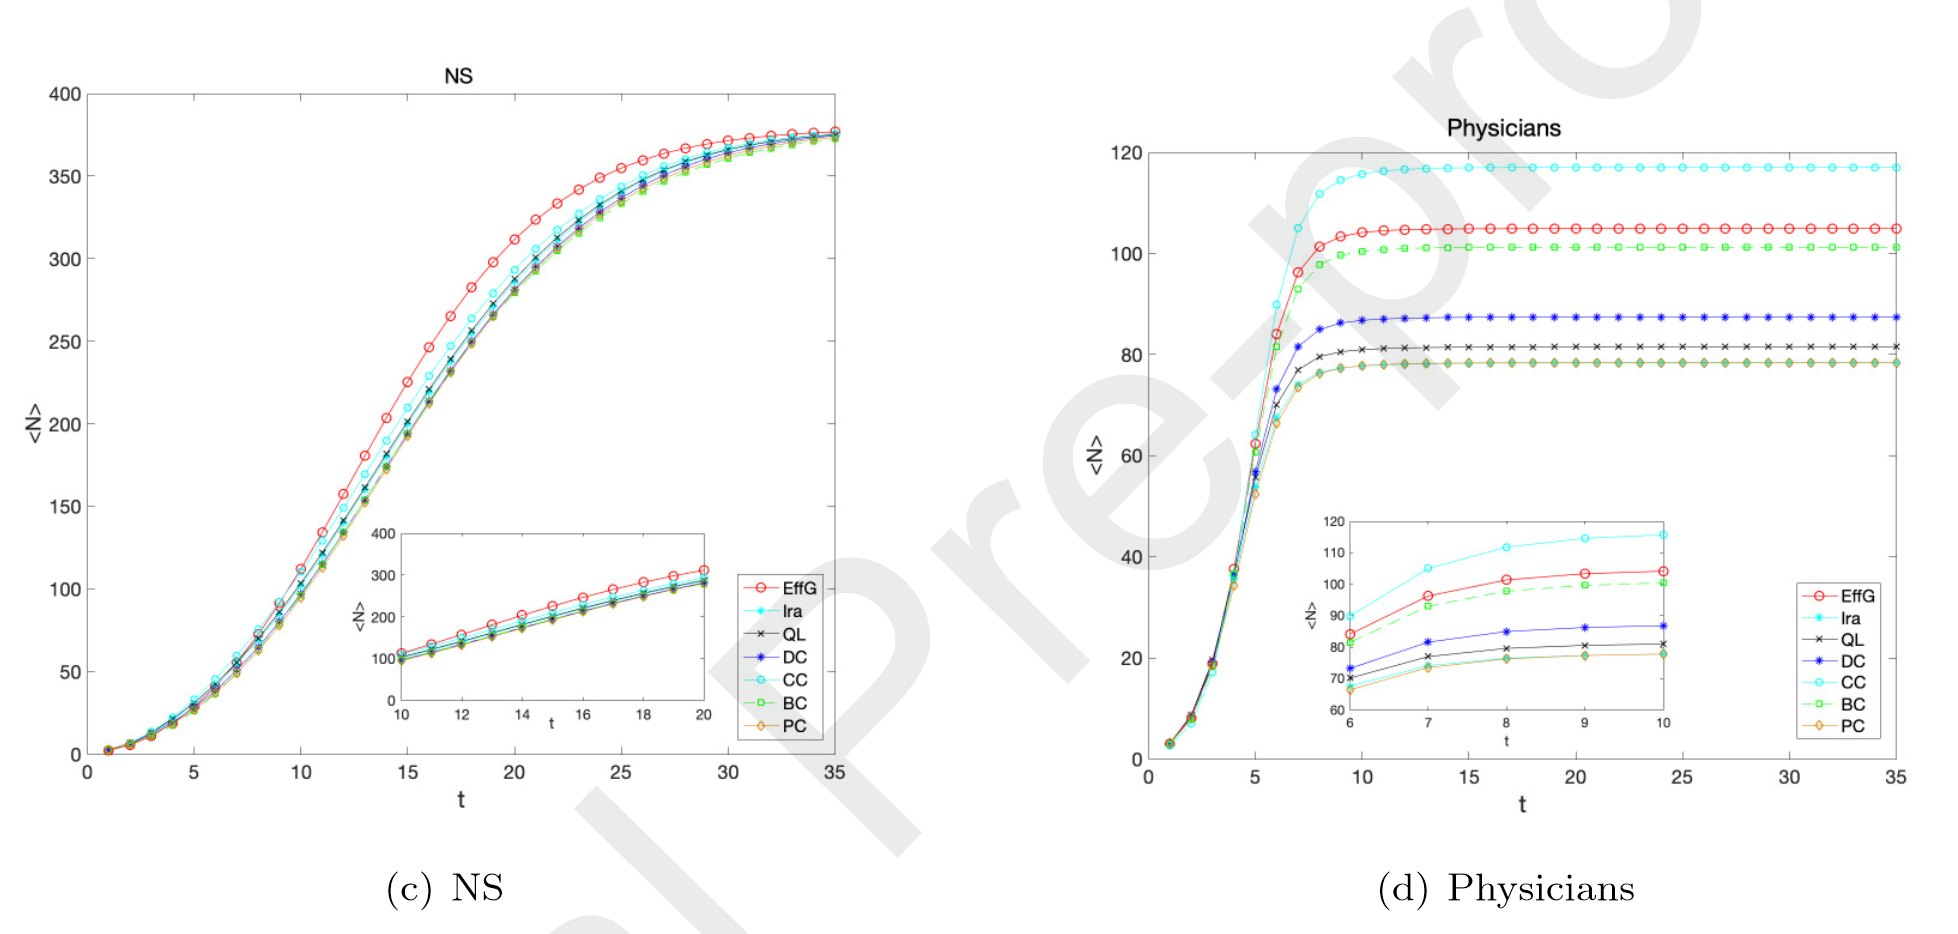 NS
400
350
300
250
200
150
100
50
0
<N>
0 5 10 15 20 25 30 35
t
400
300
200
100
0
<N>
10 12 14 16 18 20
t
EffG
Ira
QL
DC
CC
BC
PC
(c) NS
Physicians
120
100
80
60
40
20
0
<N>
0 5 10 15 20 25 30 35
t
120
110
100
90
80
70
60
<N>
6 7 8 9 10
t
EffG
Ira
QL
DC
CC
BC
PC
(d) Physicians
l Pre-pro